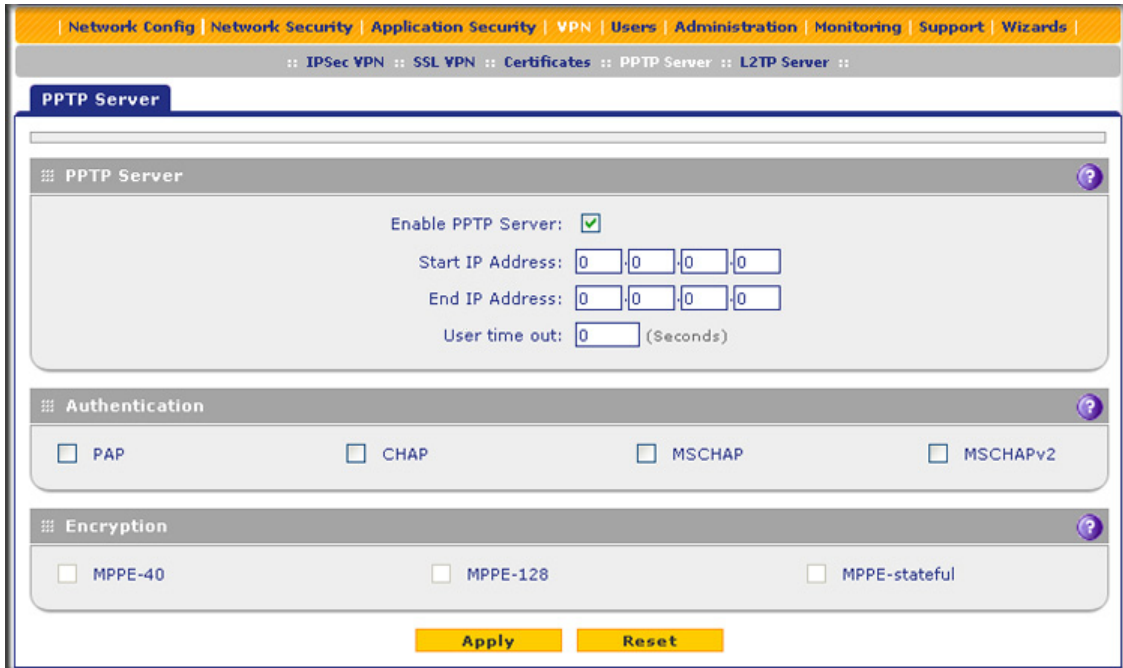 | Network Config | Network Security | Application Security | VPN | Users | Administration | Monitoring | Support | Wizards |
:: IPSec VPN :: SSL VPN :: Certificates :: PPTP Server :: L2TP Server ::
PPTP Server
PPTP Server ?
Enable PPTP Server:
Start IP Address: 0 .0 .0 .0
End IP Address: 0 .0 .0 .0
User time out: 0 (Seconds)
Authentication ?
PAP CHAP MSCHAP MSCHAPv2
Encryption ?
MPPE-40 MPPE-128 MPPE-stateful
Apply Reset